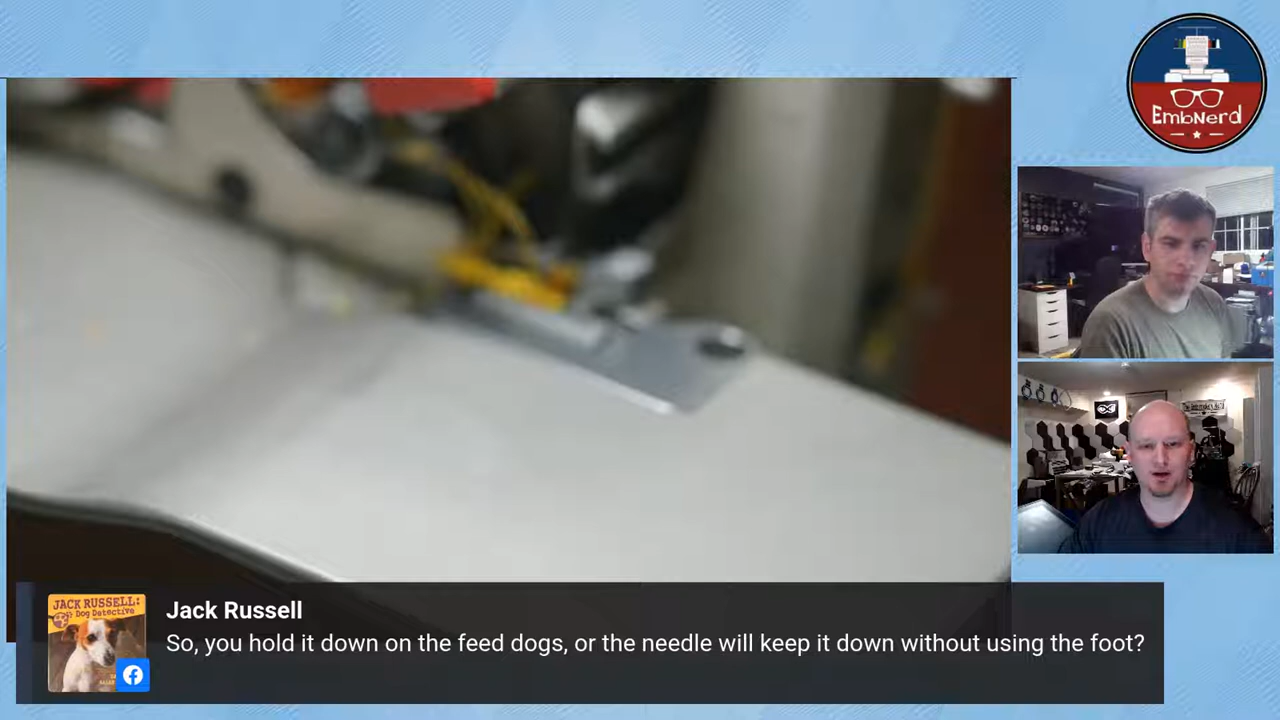 EmbNerd
JACK RUSSELL:
Dog Detective
Jack Russell
So, you hold it down on the feed dogs, or the needle will keep it down without using the foot?